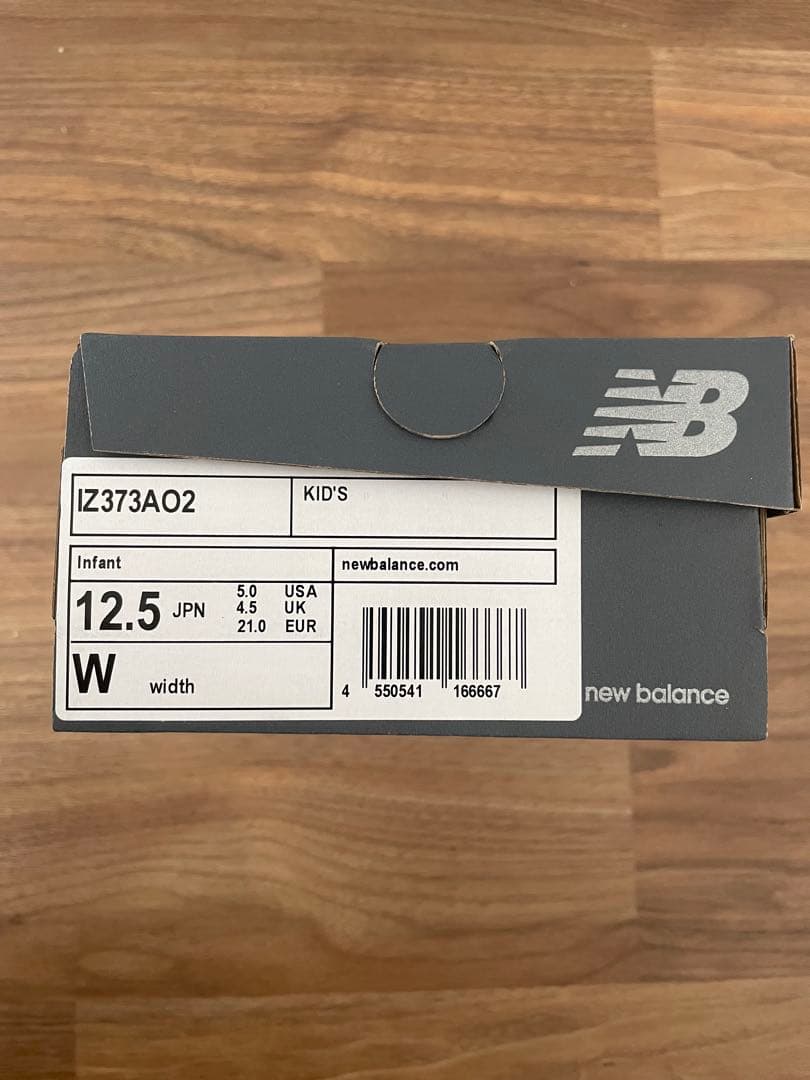 NB
IZ373AO2
KID'S
Infant
newbalance.com
12.5 JPN
5.0 USA
4.5 UK
21.0 EUR
W width
4 550541 166667
new balance